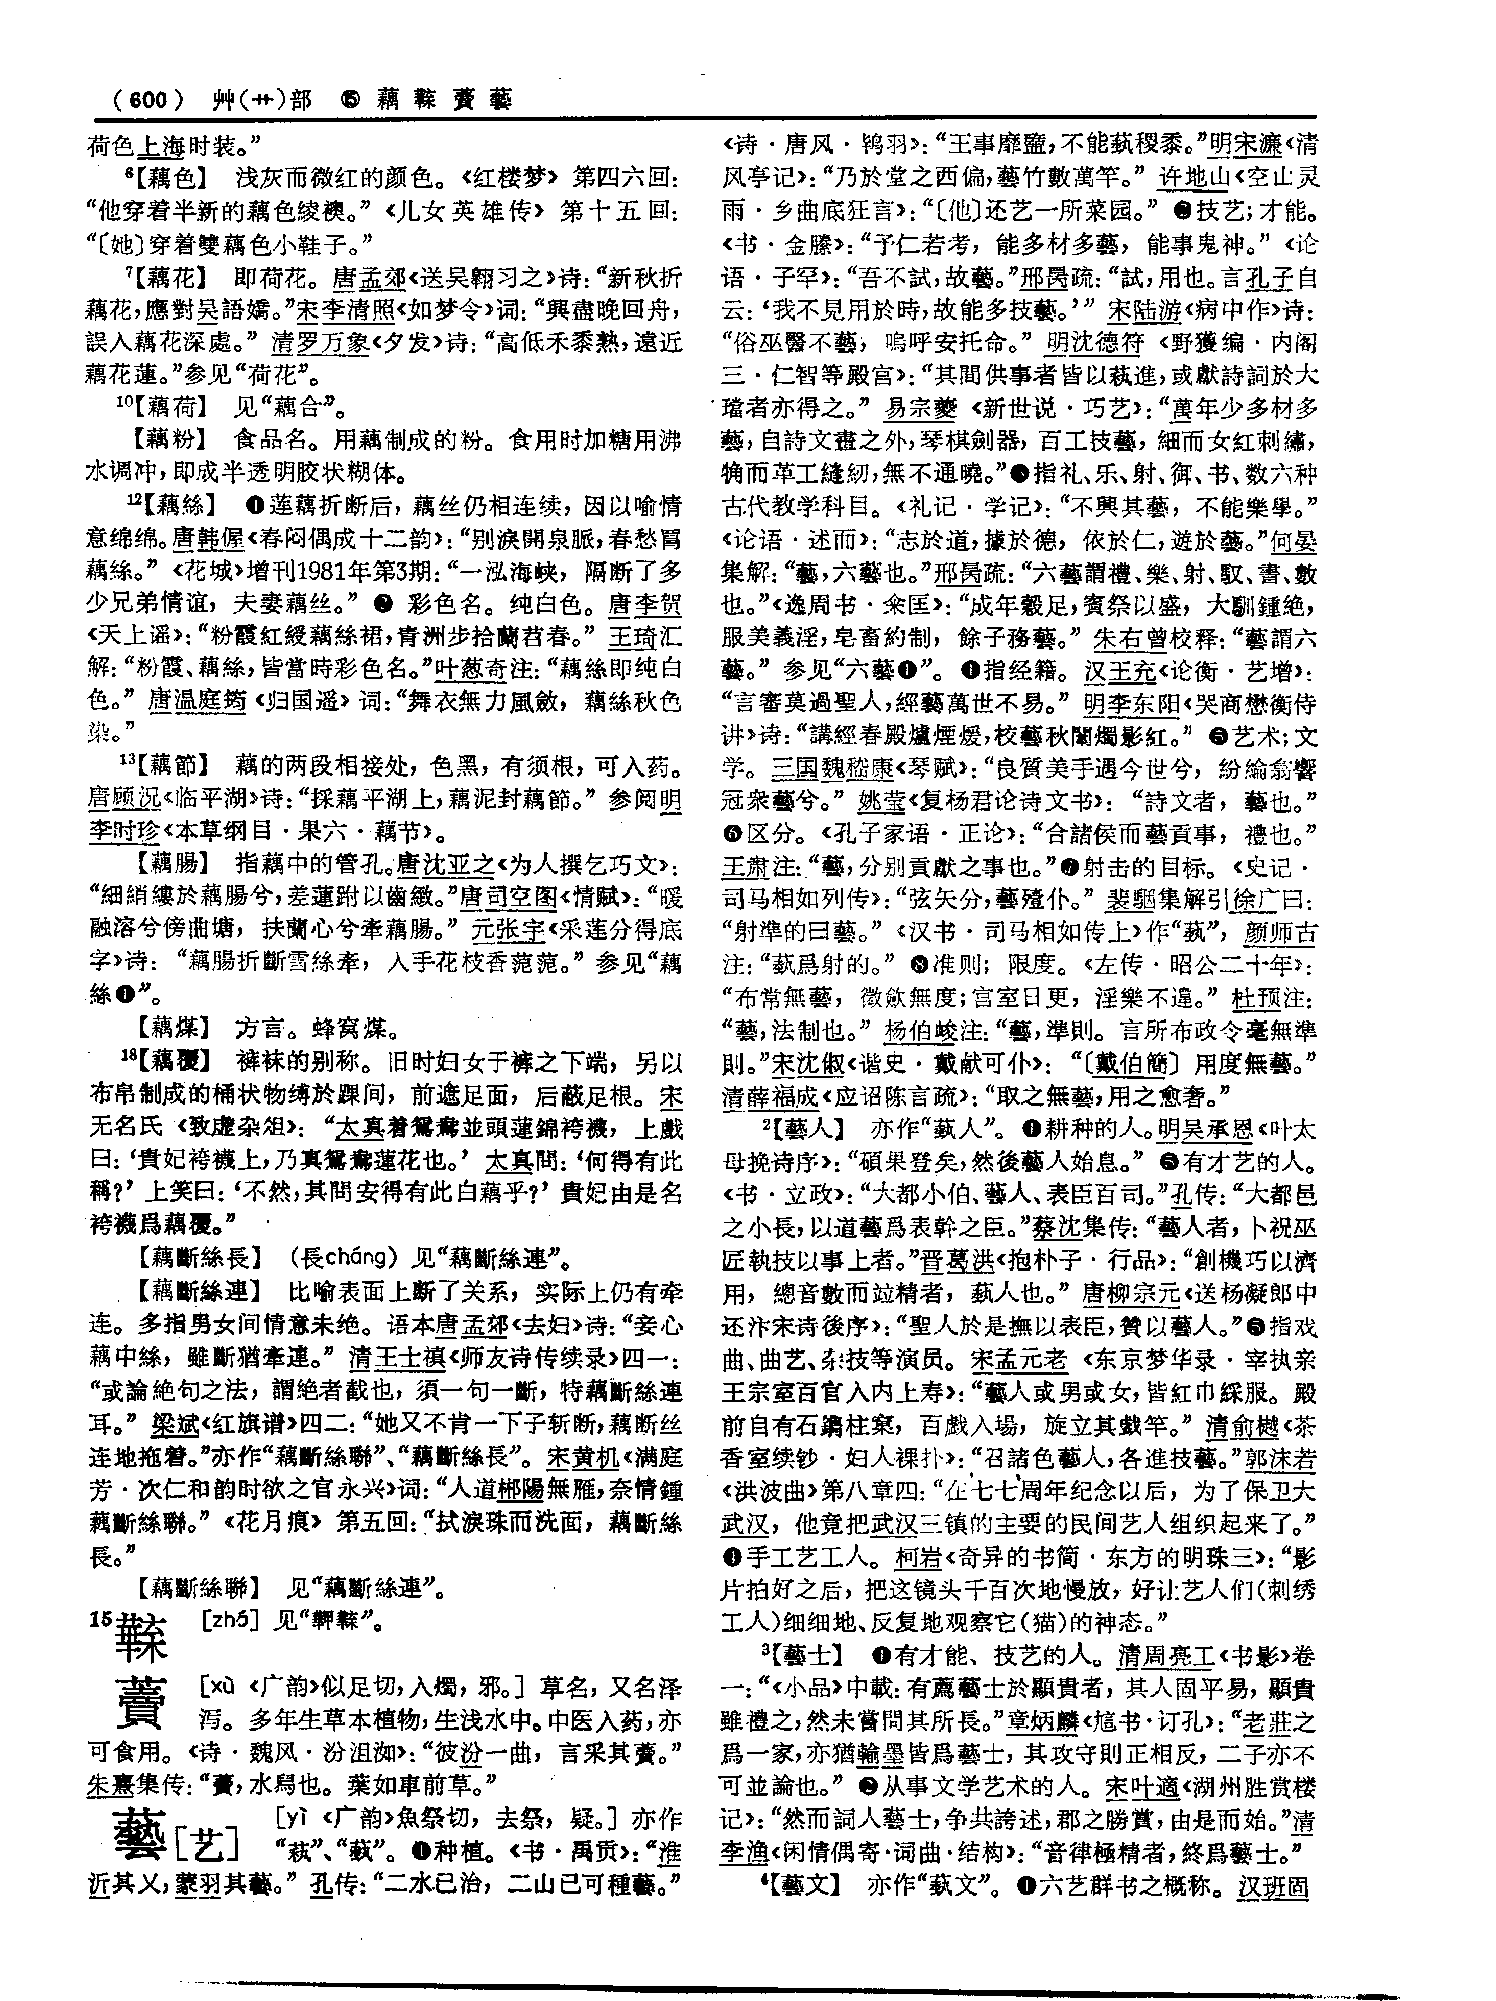 （600） 艸(艹)部 ⑮ 藕 䕽 藚 藝
荷色上海时装。”
⁶【藕色】 浅灰而微红的颜色。《红楼梦》第四六回：
“他穿着半新的藕色绫襖。”《儿女英雄传》第十五回：
“〔她〕穿着雙藕色小鞋子。”
⁷【藕花】 即荷花。唐孟郊《送吴翱习之》诗：“新秋折
藕花，應對吴語嬌。”宋李清照《如梦令》词：“興盡晚回舟，
誤入藕花深處。”清罗万象《夕发》诗：“高低禾黍熟，遠近
藕花蓮。”参见“荷花”。
¹⁰【藕荷】 见“藕合”。
【藕粉】 食品名。用藕制成的粉。食用时加糖用沸
水调冲，即成半透明胶状糊体。
¹²【藕絲】 ❶莲藕折断后，藕丝仍相连续，因以喻情
意绵绵。唐韩偓《春闷偶成十二韵》：“别淚開泉脈，春愁罥
藕絲。”《花城》增刊1981年第3期：“一泓海峡，隔断了多
少兄弟情谊，夫妻藕丝。”❷ 彩色名。纯白色。唐李贺
《天上谣》：“粉霞紅綬藕絲裙，青洲步拾蘭苕春。”王琦汇
解：“粉霞、藕絲，皆當時彩色名。”叶葱奇注：“藕絲即纯白
色。”唐温庭筠《归国遥》词：“舞衣無力風斂，藕絲秋色
染。”
¹³【藕節】 藕的两段相接处，色黑，有须根，可入药。
唐顾况《临平湖》诗：“採藕平湖上，藕泥封藕節。”参阅明
李时珍《本草纲目·果六·藕节》。
【藕腸】 指藕中的管孔。唐沈亚之《为人撰乞巧文》：
“細綃縷於藕腸兮，差蓮跗以齒緻。”唐司空图《情赋》：“暖
融溶兮傍曲塘，扶蘭心兮牽藕腸。”元张宇《采莲分得底
字》诗：“藕腸折斷雪絲牽，入手花枝香菀菀。”参见“藕
絲❶”。
【藕煤】 方言。蜂窝煤。
¹⁸【藕覆】 裤袜的别称。旧时妇女于裤之下端，另以
布帛制成的桶状物缚於踝间，前遮足面，后蔽足根。宋
无名氏《致虚杂俎》：“太真着鴛鴦並頭蓮錦袴襪，上戲
曰：‘貴妃袴襪上，乃真鴛鴦蓮花也。’太真問：‘何得有此
稱？’上笑曰：‘不然，其間安得有此白藕乎？’貴妃由是名
袴襪爲藕覆。”
【藕斷絲長】 （長cháng）见“藕斷絲連”。
【藕斷絲連】 比喻表面上断了关系，实际上仍有牵
连。多指男女间情意未绝。语本唐孟郊《去妇》诗：“妾心
藕中絲，雖斷猶牽連。”清王士禛《师友诗传续录》四一：
“或論絶句之法，謂绝者截也，須一句一斷，特藕斷絲連
耳。”梁斌《红旗谱》四二：“她又不肯一下子斩断，藕断丝
连地拖着。”亦作“藕斷絲聯”、“藕斷絲長”。宋黄机《满庭
芳·次仁和韵时欲之官永兴》词：“人道郴陽無雁，奈情鍾
藕斷絲聯。”《花月痕》第五回：“拭淚珠而洗面，藕斷絲
長。”
【藕斷絲聯】 见“藕斷絲連”。
15䕽 [zhǒ] 见“䩶䕽”。
藚 [xù 《广韵》似足切，入燭，邪。] 草名，又名泽
泻。多年生草本植物，生浅水中。中医入药，亦
可食用。《诗·魏风·汾沮洳》：“彼汾一曲，言采其藚。”
朱熹集传：“藚，水舄也。葉如車前草。”
藝[艺] [yì 《广韵》魚祭切，去祭，疑。] 亦作
“蓺”、“萟”。❶种植。《书·禹贡》：“淮
沂其乂，蒙羽其藝。”孔传：“二水已治，二山已可種藝。”
《诗·唐风·鸨羽》：“王事靡盬，不能蓺稷黍。”明宋濂《清
风亭记》：“乃於堂之西偏，藝竹數萬竿。”许地山《空山灵
雨·乡曲底狂言》：“〔他〕还艺一所菜园。”❷技艺；才能。
《书·金縢》：“予仁若考，能多材多藝，能事鬼神。”《论
语·子罕》：“吾不試，故藝。”邢昺疏：“試，用也。言孔子自
云：‘我不見用於時，故能多技藝。’”宋陆游《病中作》诗：
“俗巫醫不藝，嗚呼安托命。”明沈德符《野獲编·内阁
三·仁智等殿宫》：“其間供事者皆以蓺進，或獻詩詞於大
璫者亦得之。”易宗夔《新世说·巧艺》：“萬年少多材多
藝，自詩文畫之外，琴棋劍器，百工技藝，細而女紅刺繡，
觕而革工縫紉，無不通曉。”❸指礼、乐、射、御、书、数六种
古代教学科目。《礼记·学记》：“不興其藝，不能樂學。”
《论语·述而》：“志於道，據於德，依於仁，遊於藝。”何晏
集解：“藝，六藝也。”邢昺疏：“六藝謂禮、樂、射、馭、書、數
也。”《逸周书·籴匡》：“成年穀足，賓祭以盛，大馴鍾絶，
服美義淫，皂畜約制，餘子務藝。”朱右曾校释：“藝謂六
藝。”参见“六藝❶”。❹指经籍。汉王充《论衡·艺增》：
“言審莫過聖人，經藝萬世不易。”明李东阳《哭商懋衡侍
讲》诗：“講經春殿爐煙煖，校藝秋闈燭影紅。”❺艺术；文
学。三国魏嵇康《琴赋》：“良質美手遇今世兮，紛綸翕響
冠衆藝兮。”姚莹《复杨君论诗文书》：“詩文者，藝也。”
❻区分。《孔子家语·正论》：“合諸侯而藝貢事，禮也。”
王肃注：“藝，分别貢獻之事也。”❼射击的目标。《史记·
司马相如列传》：“弦矢分，藝殪仆。”裴駰集解引徐广曰：
“射準的曰藝。”《汉书·司马相如传上》作“蓺”，颜师古
注：“蓺爲射的。”❽准则；限度。《左传·昭公二十年》：
“布常無藝，徵斂無度；宫室日更，淫樂不違。”杜预注：
“藝，法制也。”杨伯峻注：“藝，準則。言所布政令毫無準
則。”宋沈俶《谐史·戴献可仆》：“〔戴伯簡〕用度無藝。”
清薛福成《应诏陈言疏》：“取之無藝，用之愈奢。”
²【藝人】 亦作“蓺人”。❶耕种的人。明吴承恩《叶太
母挽诗序》：“碩果登矣，然後藝人始息。”❷有才艺的人。
《书·立政》：“大都小伯、藝人、表臣百司。”孔传：“大都邑
之小長，以道藝爲表幹之臣。”蔡沈集传：“藝人者，卜祝巫
匠執技以事上者。”晋葛洪《抱朴子·行品》：“創機巧以濟
用，總音數而竝精者，蓺人也。”唐柳宗元《送杨凝郎中
还汴宋诗後序》：“聖人於是撫以表臣，贊以藝人。”❸指戏
曲、曲艺、杂技等演员。宋孟元老《东京梦华录·宰执亲
王宗室百官入内上寿》：“藝人或男或女，皆紅巾綵服。殿
前自有石鐫柱窠，百戲入場，旋立其戲竿。”清俞樾《茶
香室续钞·妇人裸扑》：“召諸色藝人，各進技藝。”郭沫若
《洪波曲》第八章四：“在七七周年纪念以后，为了保卫大
武汉，他竟把武汉三镇的主要的民间艺人组织起来了。”
❹手工艺工人。柯岩《奇异的书简·东方的明珠三》：“影
片拍好之后，把这镜头千百次地慢放，好让艺人们(刺绣
工人)细细地、反复地观察它(猫)的神态。”
³【藝士】 ❶有才能、技艺的人。清周亮工《书影》卷
一：“《小品》中載：有薦藝士於顯貴者，其人固平易，顯貴
雖禮之，然未嘗問其所長。”章炳麟《訄书·订孔》：“老莊之
爲一家，亦猶輸墨皆爲藝士，其攻守則正相反，二子亦不
可並論也。”❷从事文学艺术的人。宋叶適《湖州胜赏楼
记》：“然而詞人藝士，争共誇述，郡之勝賞，由是而始。”清
李渔《闲情偶寄·词曲·结构》：“音律極精者，終爲藝士。”
⁴【藝文】 亦作“蓺文”。❶六艺群书之概称。汉班固